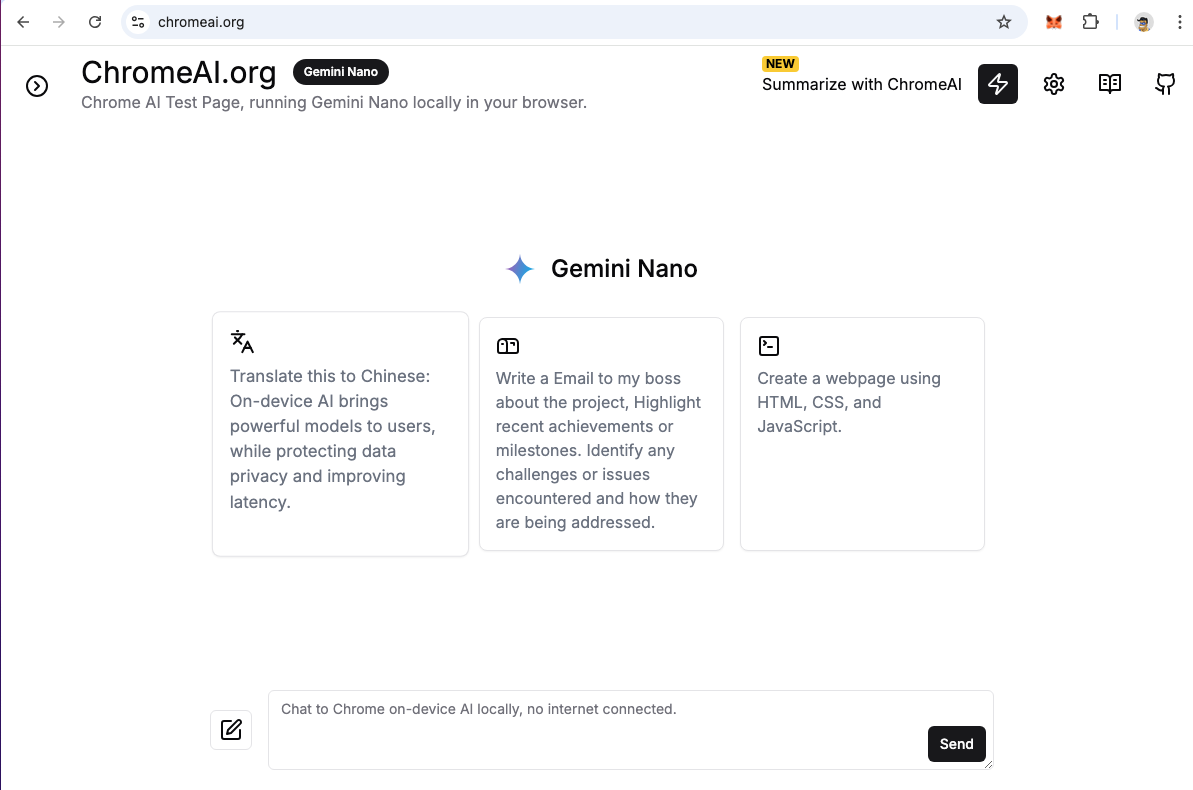 chromeai.org
ChromeAI.org
Gemini Nano
Chrome AI Test Page, running Gemini Nano locally in your browser.
NEW
Summarize with ChromeAI
Gemini Nano
Translate this to Chinese:
On-device AI brings
powerful models to users,
while protecting data
privacy and improving
latency.
Write a Email to my boss
about the project, Highlight
recent achievements or
milestones. Identify any
challenges or issues
encountered and how they
are being addressed.
Create a webpage using
HTML, CSS, and
JavaScript.
Chat to Chrome on-device AI locally, no internet connected.
Send